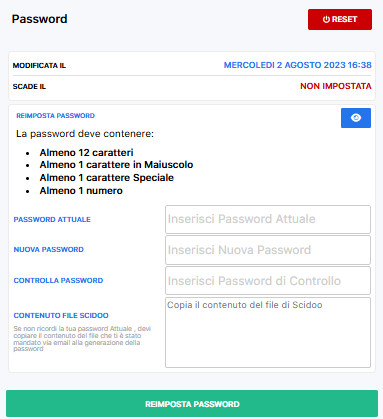 Password
RESET
MODIFICATA IL MERCOLEDÌ 2 AGOSTO 2023 16:38
SCADE IL NON IMPOSTATA
REIMPOSTA PASSWORD
La password deve contenere:
• Almeno 12 caratteri
• Almeno 1 carattere in Maiuscolo
• Almeno 1 carattere Speciale
• Almeno 1 numero
PASSWORD ATTUALE Inserisci Password Attuale
NUOVA PASSWORD Inserisci Nuova Password
CONTROLLA PASSWORD Inserisci Password di Controllo
CONTENUTO FILE SCIDOO Copia il contenuto del file di Scidoo
Se non ricordi la tua password Attuale , devi
copiare il contenuto del file che ti è stato
mandato via email alla generazione della
password
REIMPOSTA PASSWORD